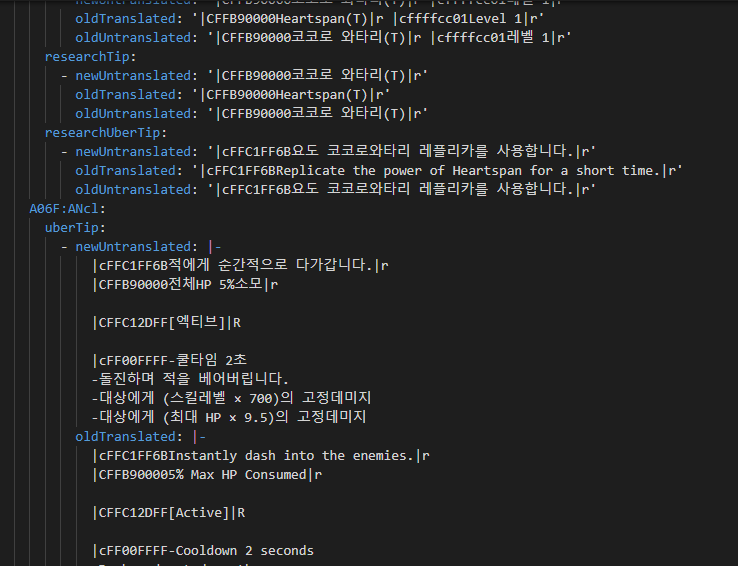 oldTranslated: '|CFFB90000Heartspan(T)|r |cffffcc01Level 1|r'
oldUntranslated: '|CFFB90000코코로 와타리(T)|r |cffffcc01레벨 1|r'
researchTip:
- newUntranslated: '|CFFB90000코코로 와타리(T)|r'
oldTranslated: '|CFFB90000Heartspan(T)|r'
oldUntranslated: '|CFFB90000코코로 와타리(T)|r'
researchUberTip:
- newUntranslated: '|cFFC1FF6B요도 코코로와타리 레플리카를 사용합니다.|r'
oldTranslated: '|cFFC1FF6BReplicate the power of Heartspan for a short time.|r'
oldUntranslated: '|cFFC1FF6B요도 코코로와타리 레플리카를 사용합니다.|r'
A06F:ANcl:
uberTip:
- newUntranslated: |-
|cFFC1FF6B적에게 순간적으로 다가갑니다.|r
|CFFB90000전체HP 5%소모|r
|CFFC12DFF[엑티브]|R
|cFF00FFFF-쿨타임 2초
-돌진하며 적을 베어버립니다.
-대상에게 (스킬레벨 × 700)의 고정데미지
-대상에게 (최대 HP × 9.5)의 고정데미지
oldTranslated: |-
|cFFC1FF6BInstantly dash into the enemies.|r
|CFFB900005% Max HP Consumed|r
|CFFC12DFF[Active]|R
|cFF00FFFF-Cooldown 2 seconds